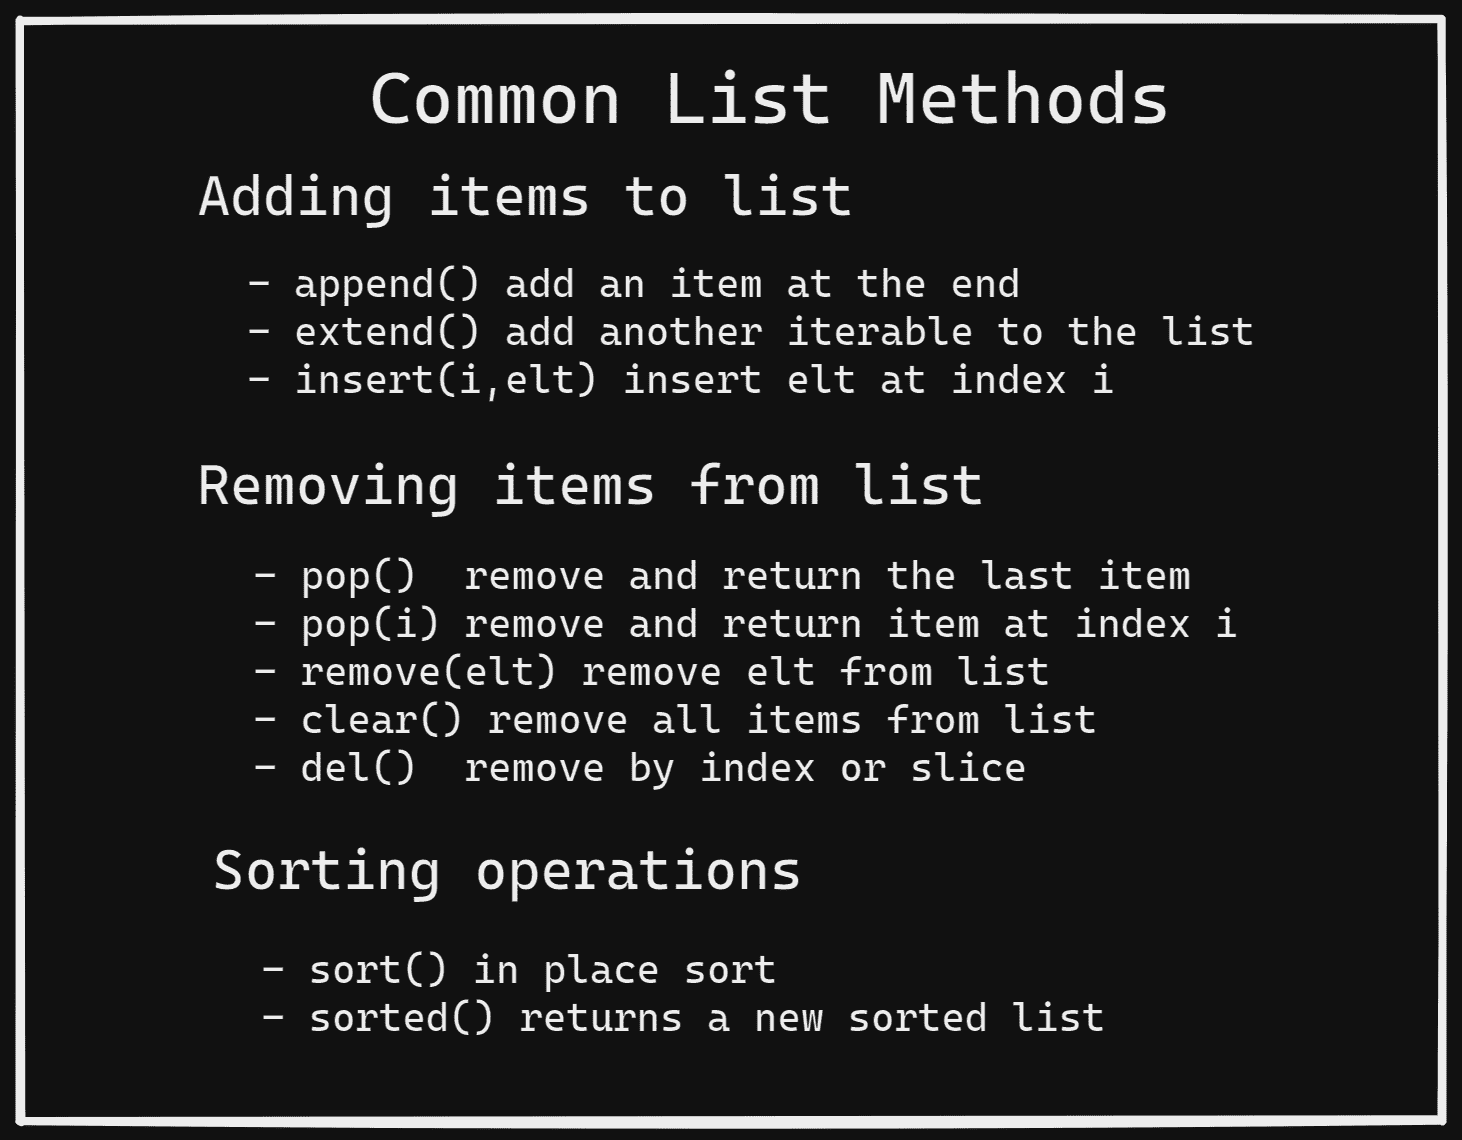 Common List Methods
Adding items to list
- append() add an item at the end
- extend() add another iterable to the list
- insert(i,elt) insert elt at index i
Removing items from list
- pop()  remove and return the last item
- pop(i) remove and return item at index i
- remove(elt) remove elt from list
- clear() remove all items from list
- del()  remove by index or slice
Sorting operations
- sort() in place sort
- sorted() returns a new sorted list